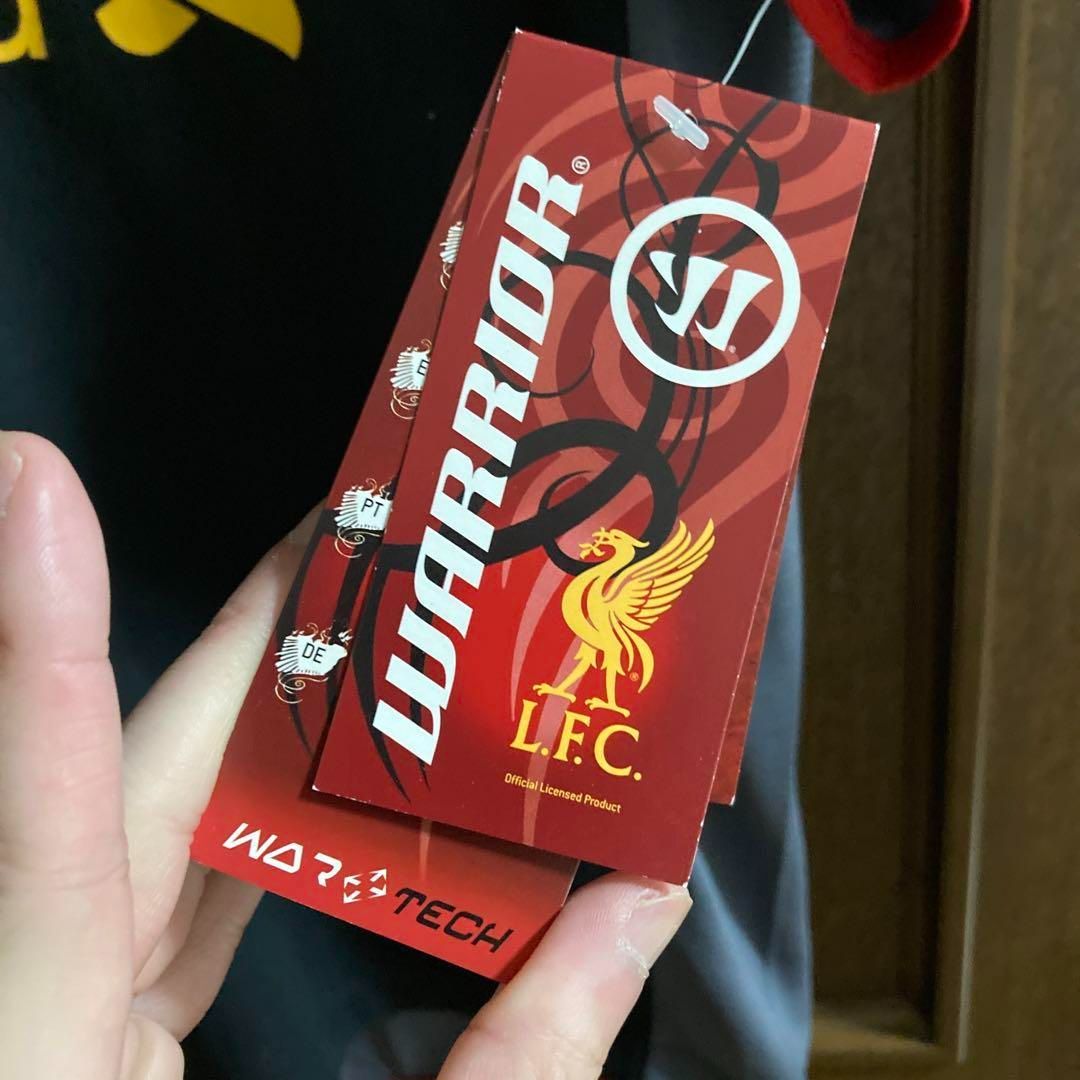 WARRIOR®
L.F.C.
Official Licensed Product
PT
DE
WAR TECH